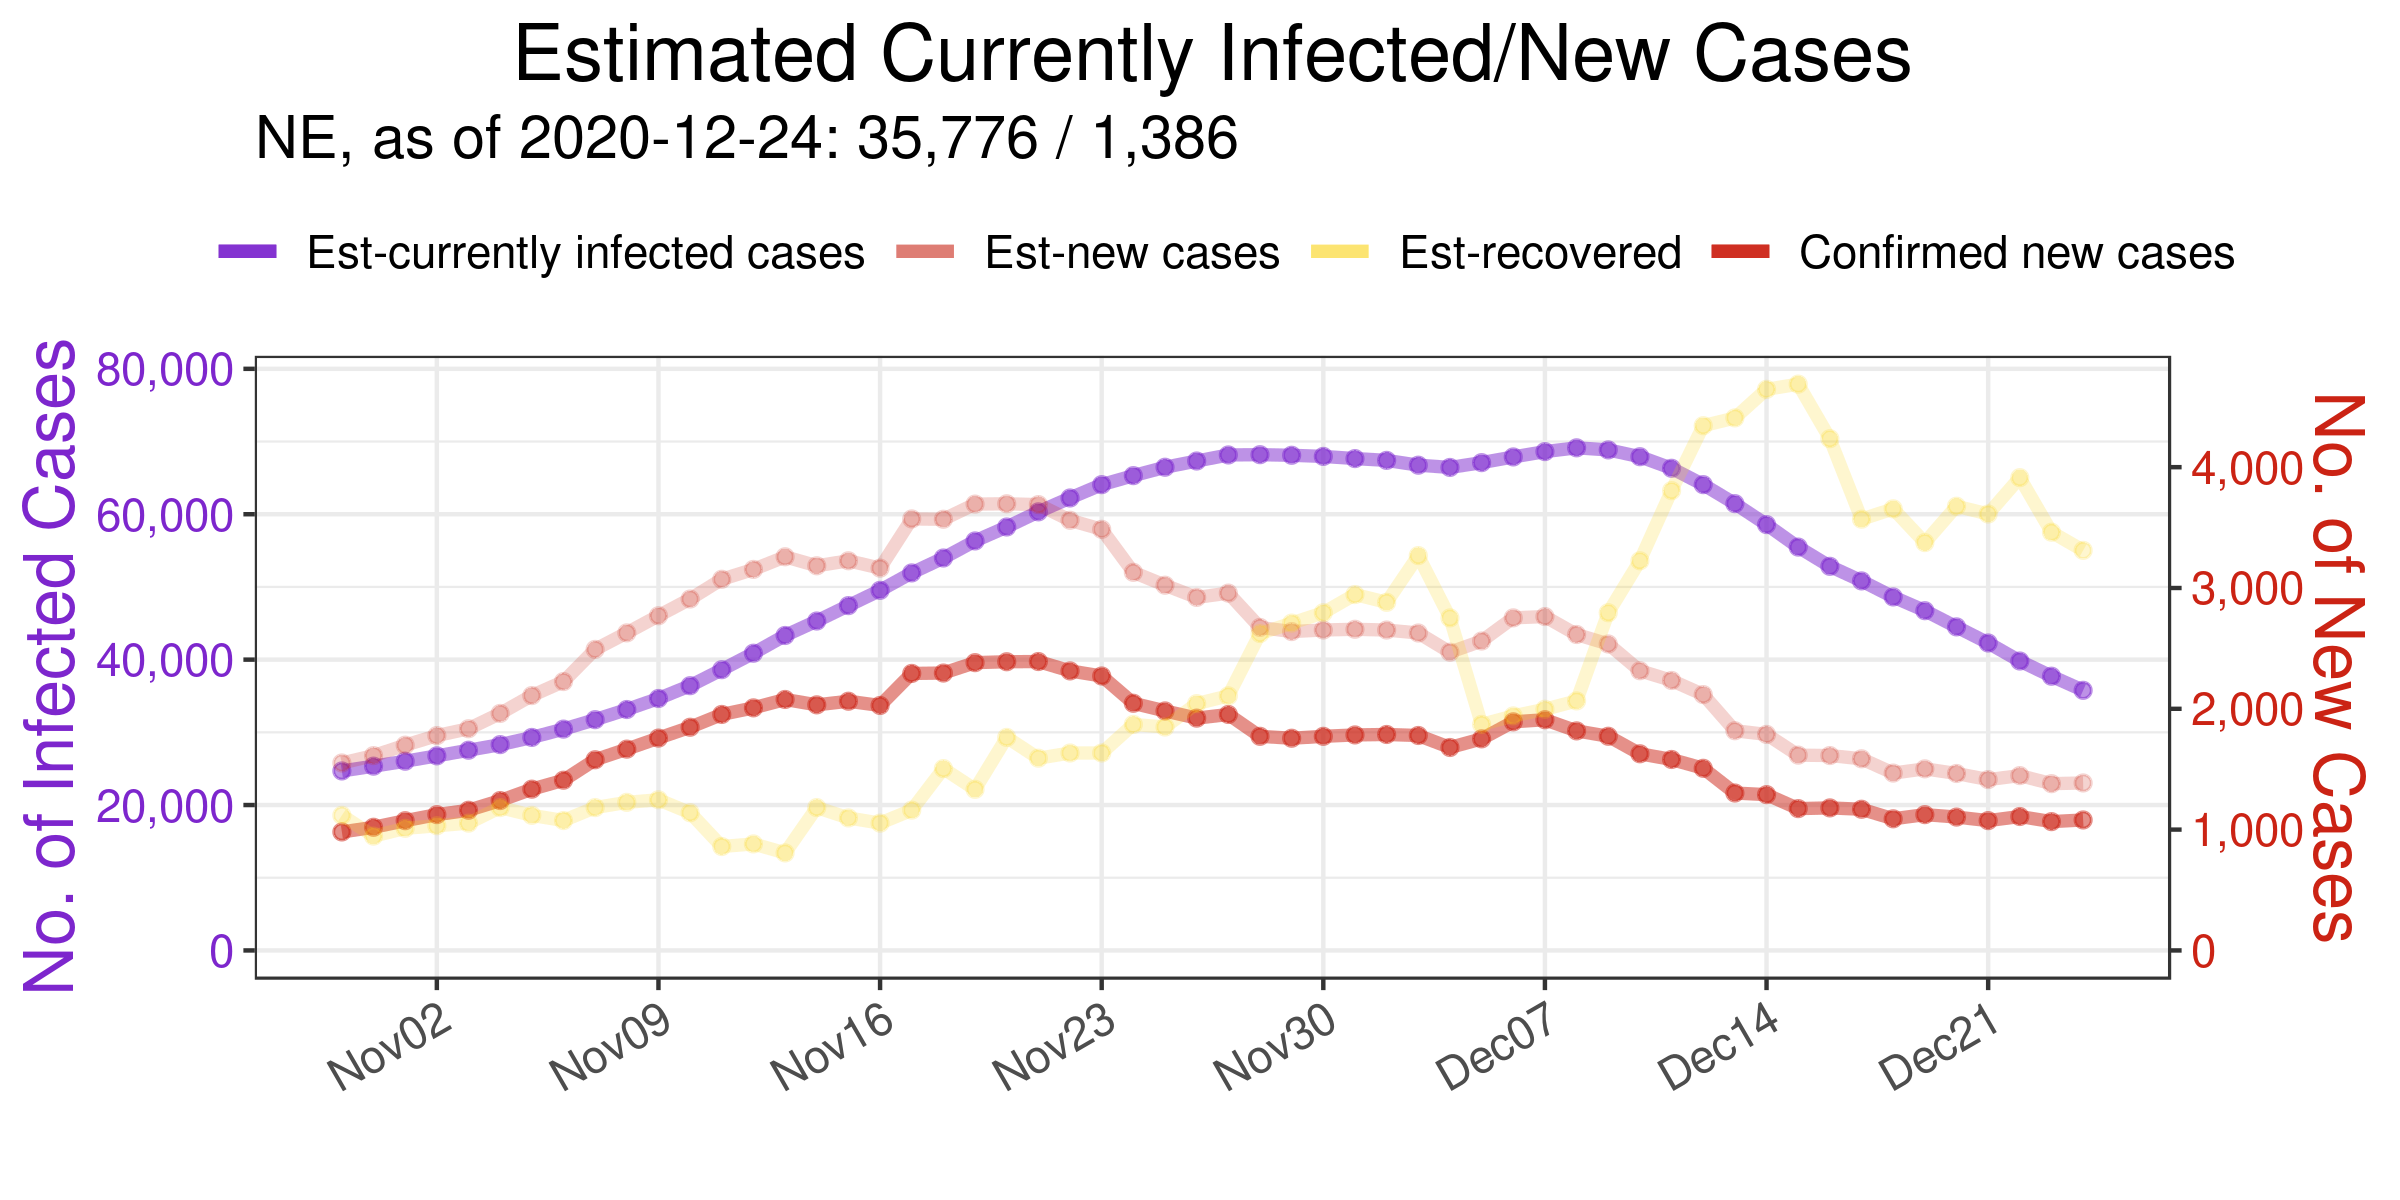 Estimated Currently Infected/New Cases
NE, as of 2020-12-24: 35,776 / 1,386
Est-currently infected cases Est-new cases Est-recovered Confirmed new cases
No. of Infected Cases
80,000
60,000
40,000
20,000
0
4,000
3,000
2,000
1,000
0
No. of New Cases
Nov02 Nov09 Nov16 Nov23 Nov30 Dec07 Dec14 Dec21